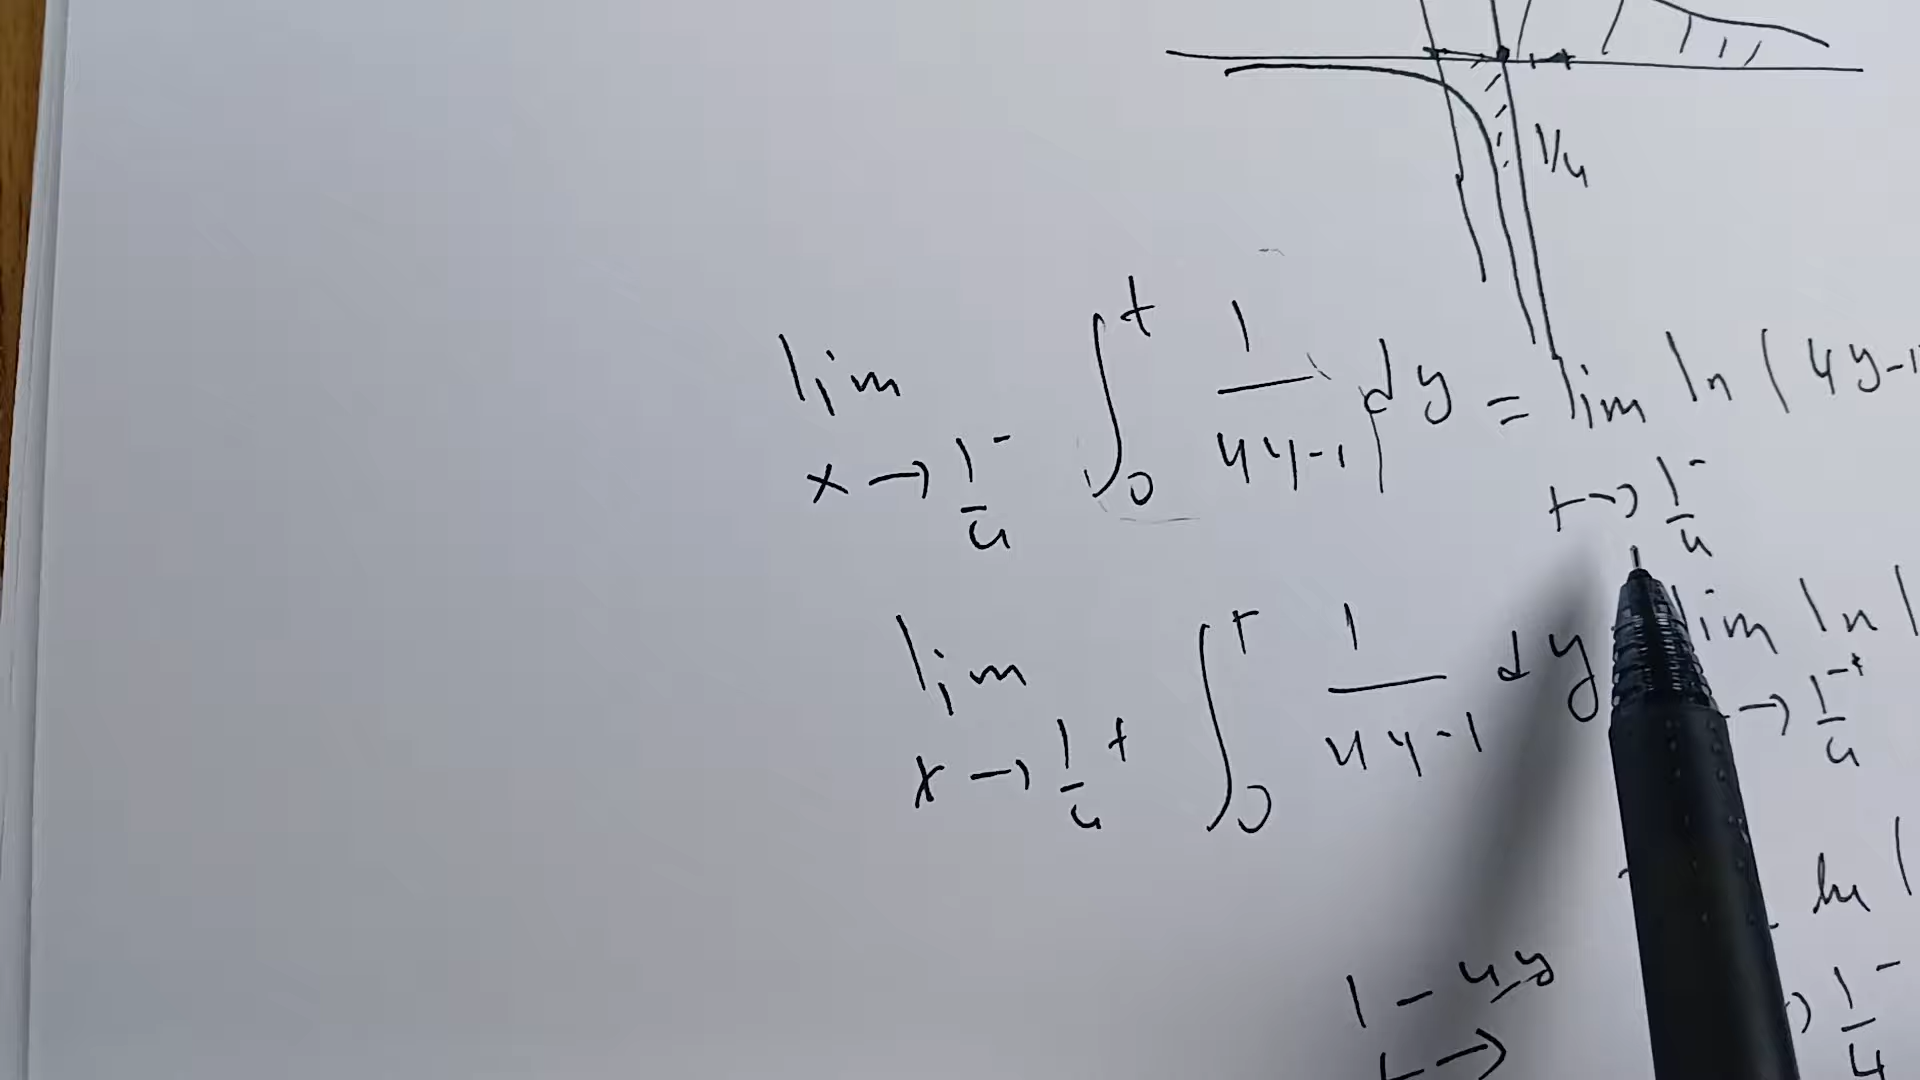 1/4
lim x→1/4⁻ ∫₀ᵗ 1/(4y-1) dy = lim t→1/4⁻ ln(4y-1
lim x→1/4⁺ ∫₀ᵗ 1/(4y-1) dy lim →1/4⁻⁺ ln |
ln |
1-4y →1/4⁻
t→